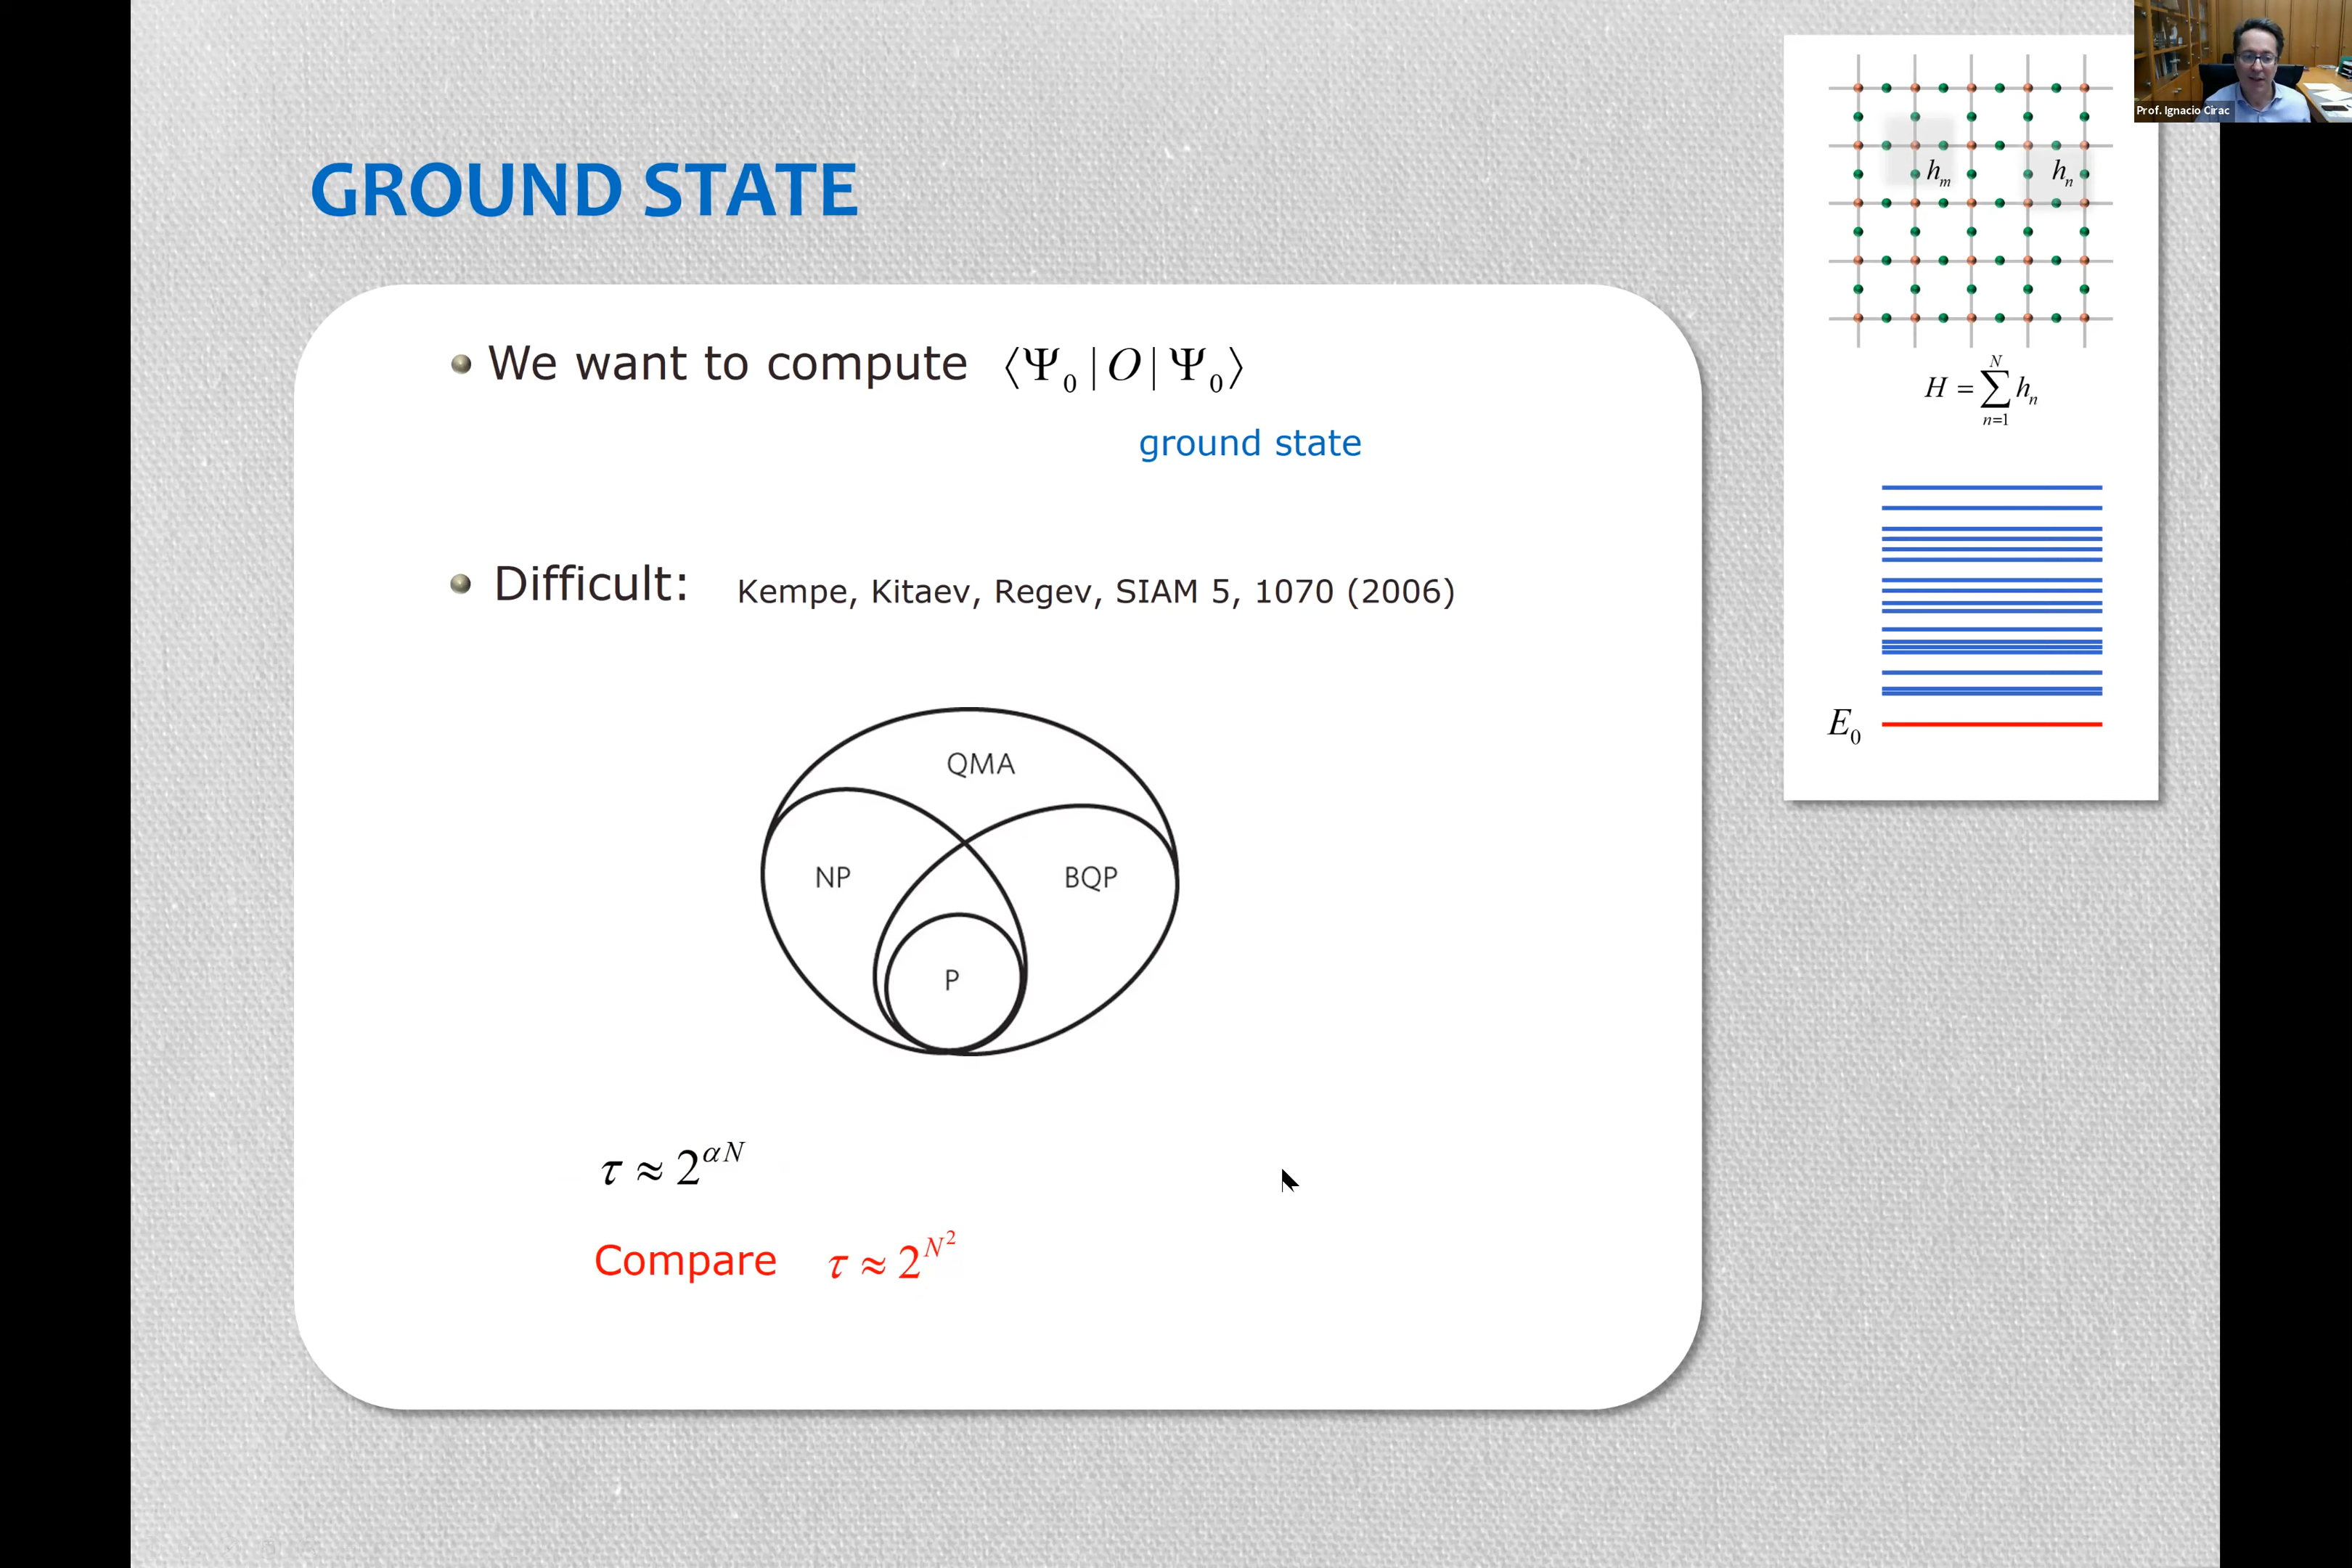 GROUND STATE
We want to compute ⟨Ψ₀|O|Ψ₀⟩
ground state
Difficult: Kempe, Kitaev, Regev, SIAM 5, 1070 (2006)
QMA
NP
BQP
P
τ ≈ 2^{αN}
Compare τ ≈ 2^{N²}
h_m
h_n
H = \sum_{n=1}^{N} h_n
E₀
Prof. Ignacio Cirac